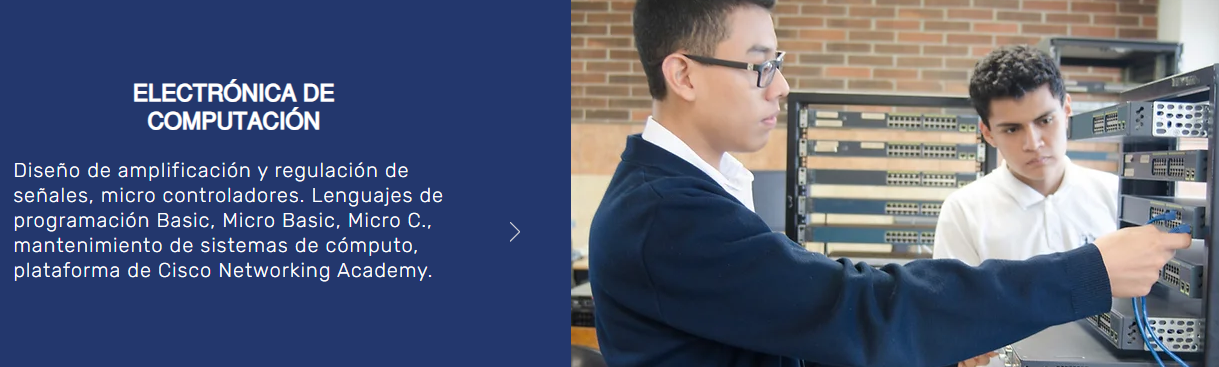 ELECTRÓNICA DE
COMPUTACIÓN
Diseño de amplificación y regulación de
señales, micro controladores. Lenguajes de
programación Basic, Micro Basic, Micro C.,
mantenimiento de sistemas de cómputo,
plataforma de Cisco Networking Academy.